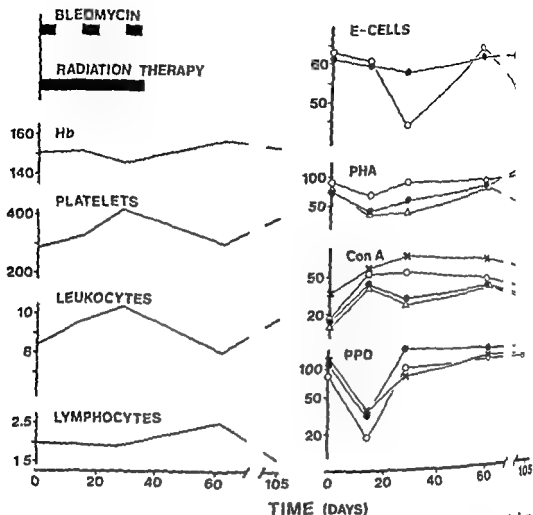 BLEOMYCIN
RADIATION THERAPY
Hb
160
140
PLATELETS
400
200
LEUKOCYTES
10
8
LYMPHOCYTES
2.5
1.5
0 20 40 60 105
E-CELLS
60
50
PHA
100
50
Con A
50
20
PPD
100
50
20
0 20 40 60 105
TIME (DAYS)